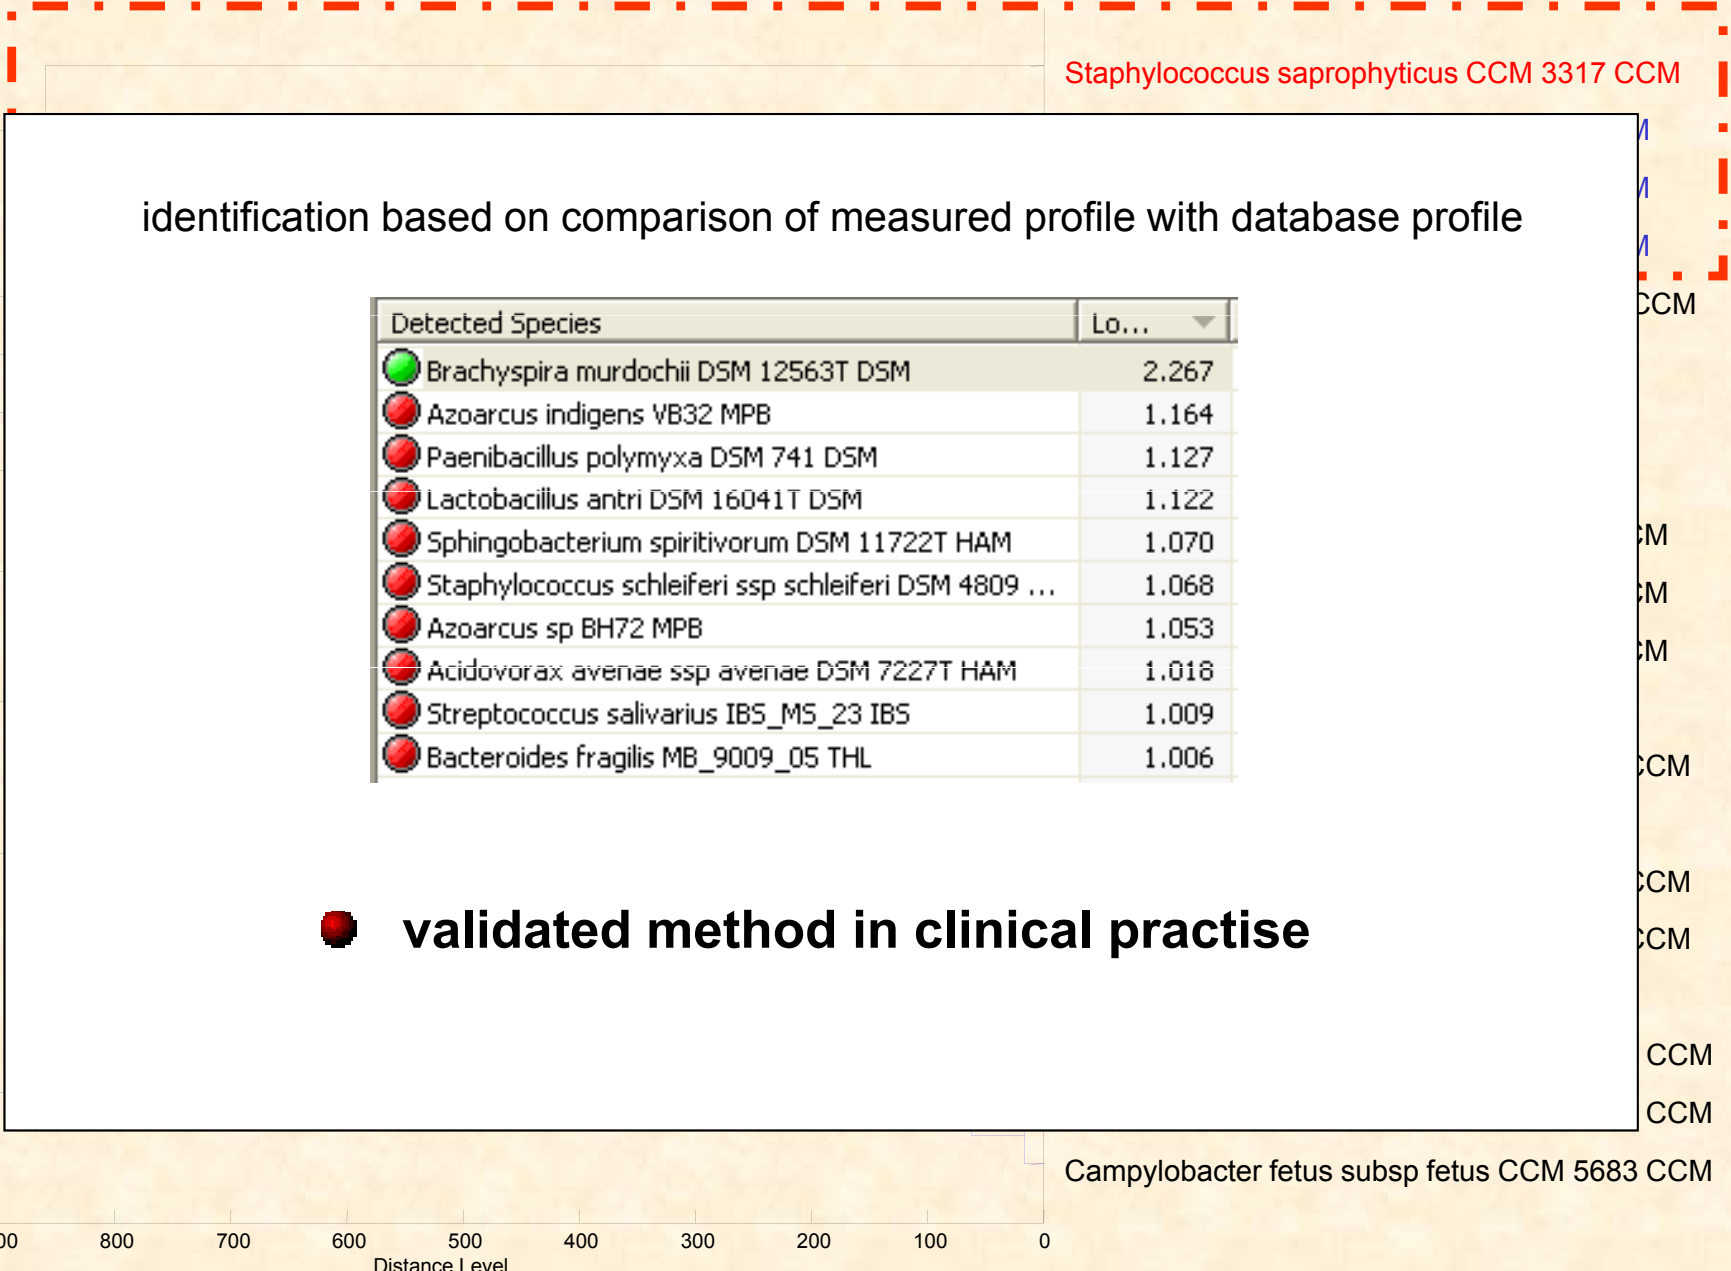 Staphylococcus saprophyticus CCM 3317 CCM
identification based on comparison of measured profile with database profile
CCM
Detected Species Lo...
Brachyspira murdochii DSM 12563T DSM 2.267
Azoarcus indigens VB32 MPB 1.164
Paenibacillus polymyxa DSM 741 DSM 1.127
Lactobacillus antri DSM 16041T DSM 1.122
Sphingobacterium spiritivorum DSM 11722T HAM 1.070
Staphylococcus schleiferi ssp schleiferi DSM 4809 ... 1.068
Azoarcus sp BH72 MPB 1.053
Acidovorax avenae ssp avenae DSM 7227T HAM 1.018
Streptococcus salivarius IBS_MS_23 IBS 1.009
Bacteroides fragilis MB_9009_05 THL 1.006
CCM
CCM
validated method in clinical practise
CCM
CCM
CCM
Campylobacter fetus subsp fetus CCM 5683 CCM
800 700 600 500 400 300 200 100 0
Distance Level